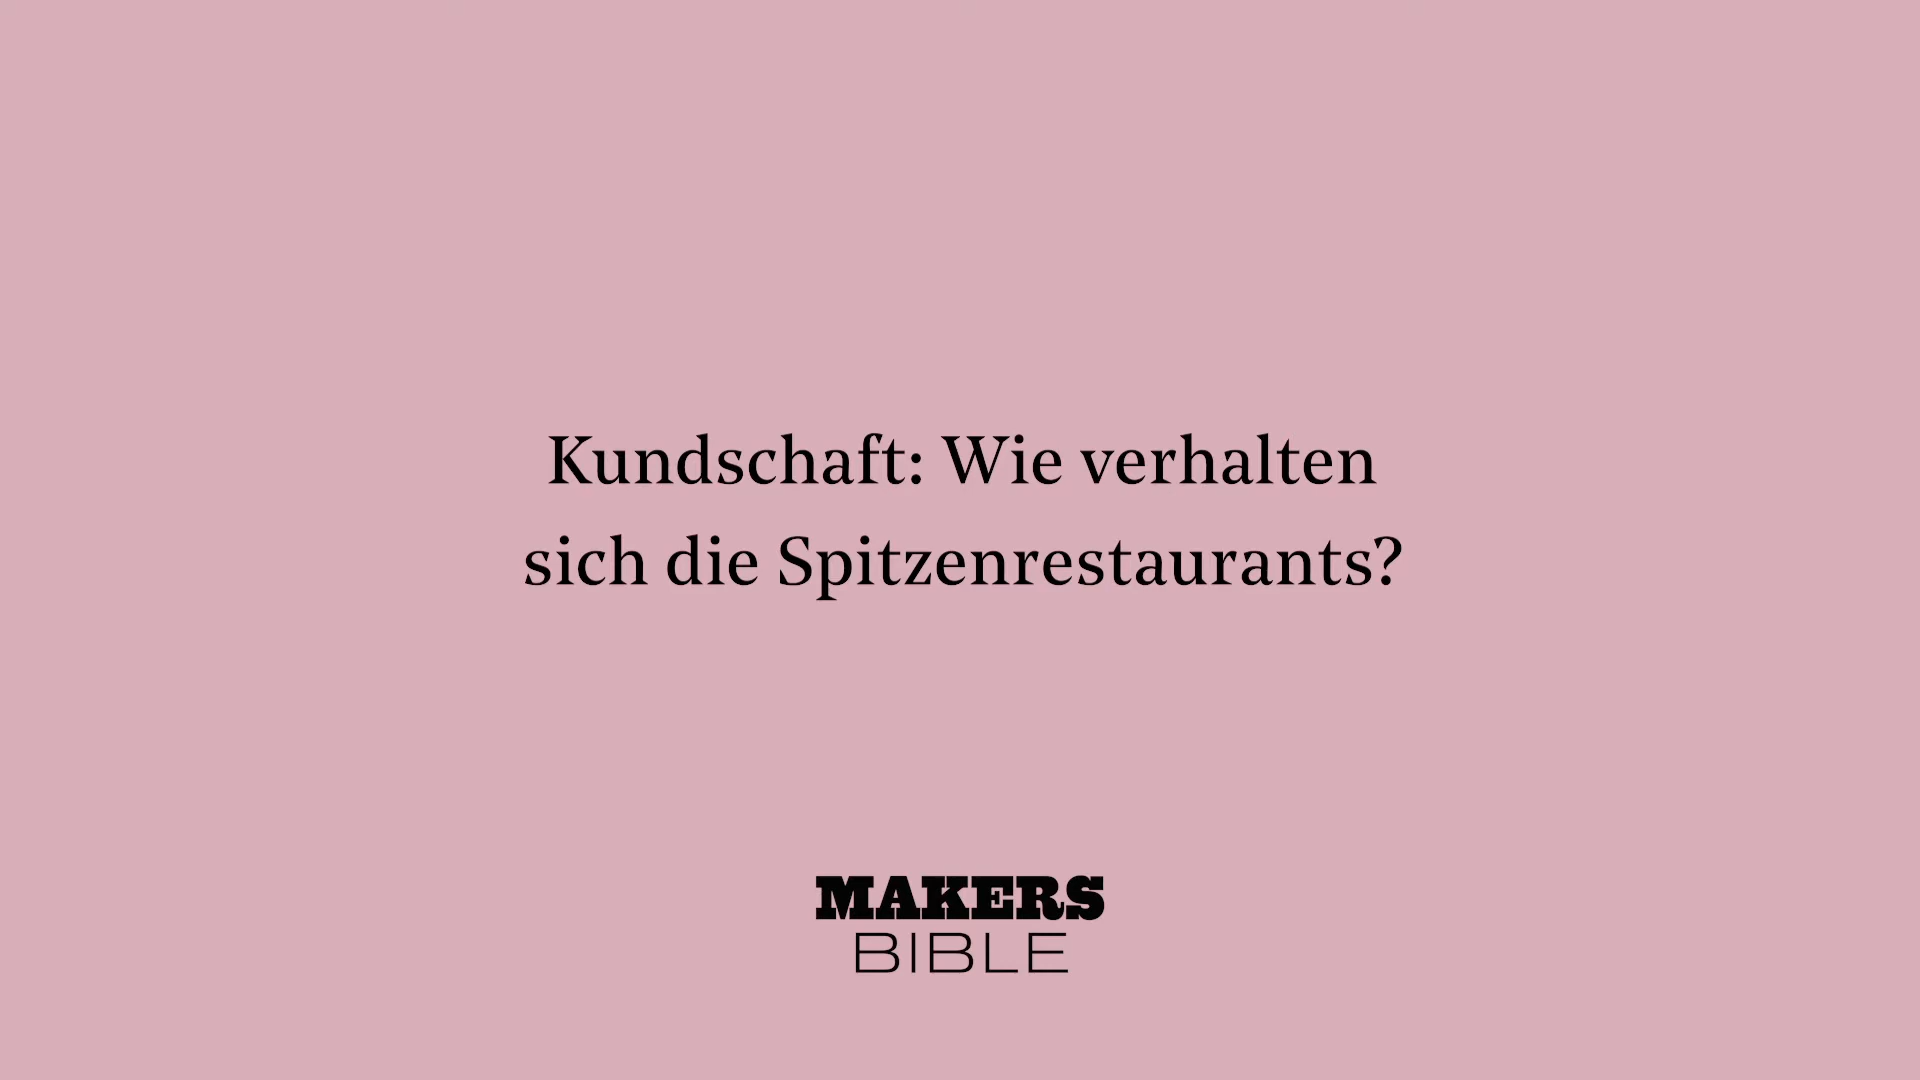 Kundschaft: Wie verhalten
sich die Spitzenrestaurants?
MAKERS
BIBLE